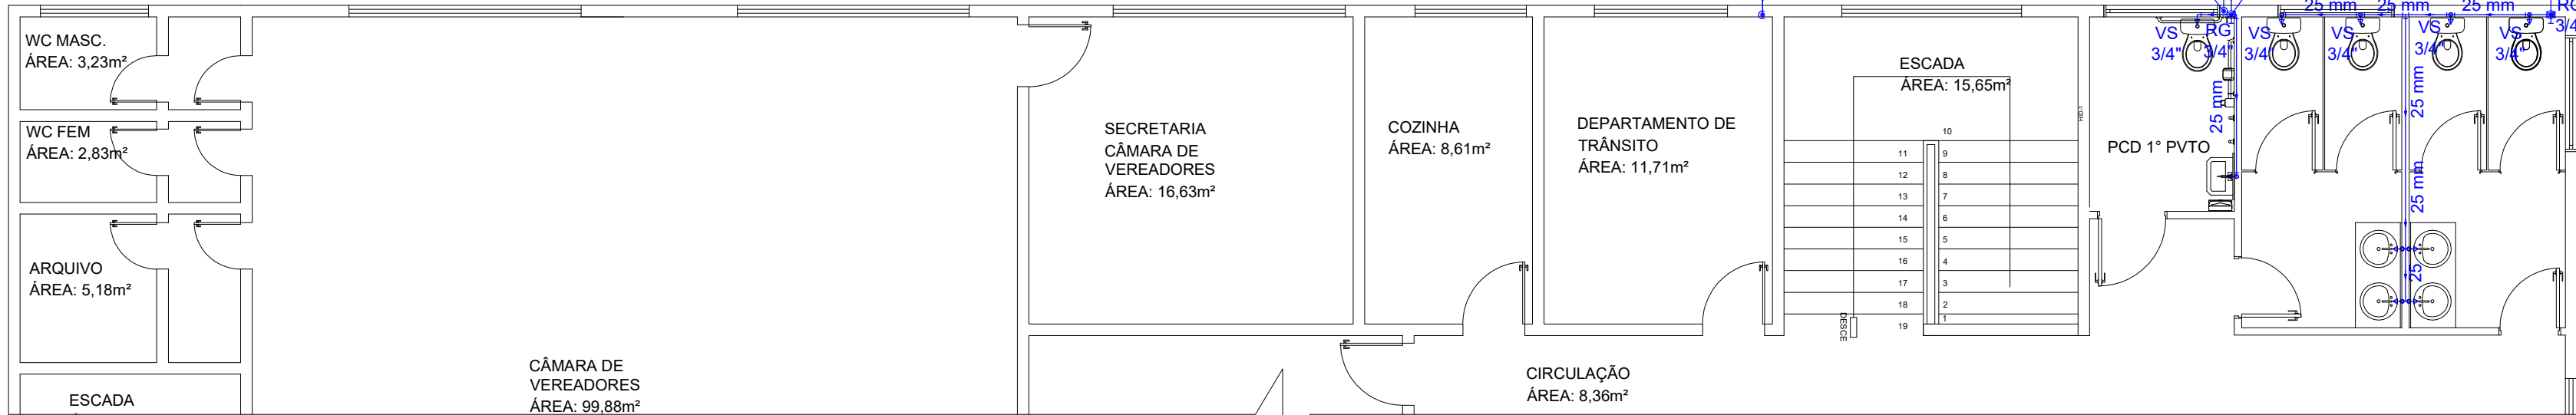 WC MASC.
ÁREA: 3,23m²
WC FEM
ÁREA: 2,83m²
ARQUIVO
ÁREA: 5,18m²
ESCADA
CÂMARA DE
VEREADORES
ÁREA: 99,88m²
SECRETARIA
CÂMARA DE
VEREADORES
ÁREA: 16,63m²
COZINHA
ÁREA: 8,61m²
DEPARTAMENTO DE
TRÂNSITO
ÁREA: 11,71m²
CIRCULAÇÃO
ÁREA: 8,36m²
ESCADA
ÁREA: 15,65m²
10
11
9
12
8
13
7
14
6
15
5
16
4
17
3
18
2
19
1
DESCE
HID-1
PCD 1° PVTO
VS
3/4"
RG
3/4"
VS
3/4"
VS
3/4"
VS
3/4"
VS
3/4"
25 mm
25 mm
25 mm
25 mm
25 mm
25 mm
25